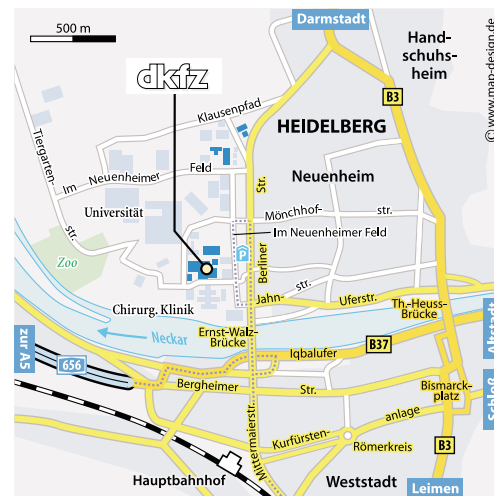 500 m
Darmstadt
Hand-
schuhs-
heim
© www.map-design.de
dkfz
B3
Klausenpfad
HEIDELBERG
Tiergarten-
str.
Im Neuenheimer Feld
Neuenheim
Str.
Berliner
Universität
Mönchhof- str.
Im Neuenheimer Feld
Zoo
P
str.
Chirurg. Klinik
Jahn-
Uferstr.
Th.-Heuss-
Brücke
Altstadt
Neckar
Ernst-Walz-
Brücke
zur A5
656
Iqbalufer
B37
Bergheimer Str.
Bismarck-
platz
Schloß
Mittermaierstr.
Kurfürsten- anlage
Römerkreis
B3
Hauptbahnhof
Weststadt
Leimen